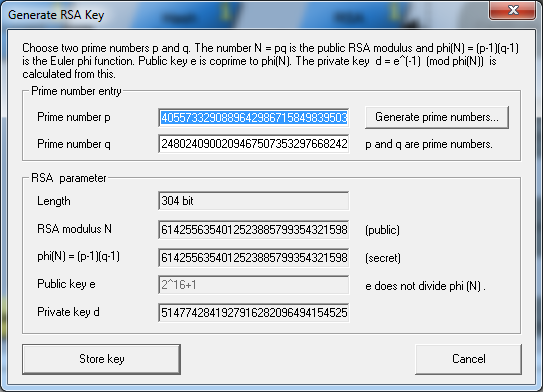 Generate RSA Key
Choose two prime numbers p and q. The number N = pq is the public RSA modulus and phi(N) = (p-1)(q-1)
is the Euler phi function. Public key e is coprime to phi(N). The private key d = e^(-1) (mod phi(N)) is
calculated from this.
Prime number entry
Prime number p 4055733290889642986715849839503 Generate prime numbers...
Prime number q 2480240900209467507353297668242 p and q are prime numbers.
RSA parameter
Length 304 bit
RSA modulus N 6142556354012523885799354321598 (public)
phi(N) = (p-1)(q-1) 6142556354012523885799354321598 (secret)
Public key e 2^16+1 e does not divide phi (N) .
Private key d 5147742841927916282096494154525
Store key Cancel